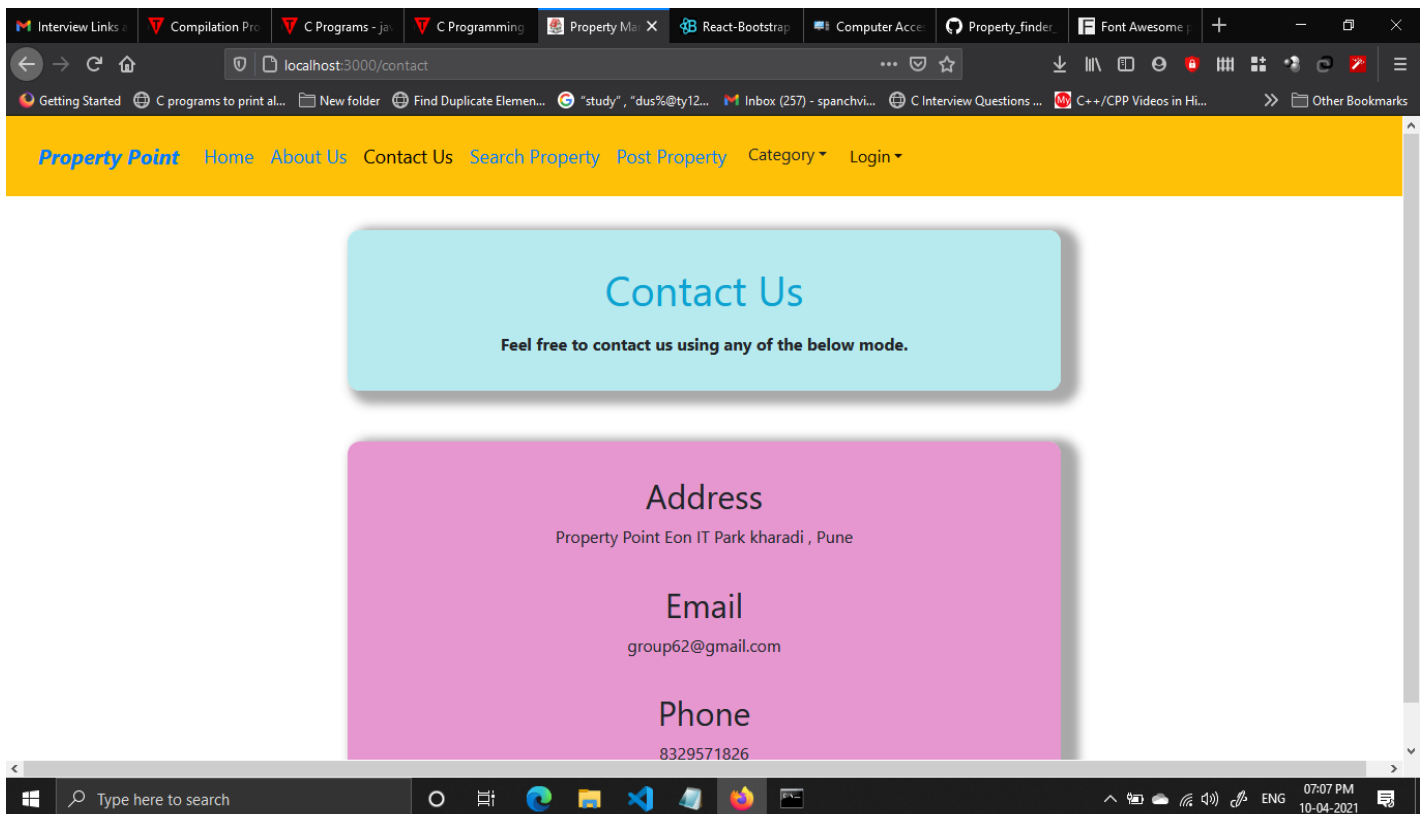 Interview Links a
Compilation Pro
C Programs - jav
C Programming
Property Mar
React-Bootstrap
Computer Acce
Property_finder_
Font Awesome p
localhost:3000/contact
Getting Started
C programs to print al...
New folder
Find Duplicate Elemen...
"study" , "dus%@ty12...
Inbox (257) - spanchvi...
C Interview Questions ...
My
C++/CPP Videos in Hi...
Other Bookmarks
Property Point Home About Us Contact Us Search Property Post Property Category Login
Contact Us
Feel free to contact us using any of the below mode.
Address
Property Point Eon IT Park kharadi , Pune
Email
group62@gmail.com
Phone
8329571826
Type here to search
ENG
07:07 PM
10-04-2021